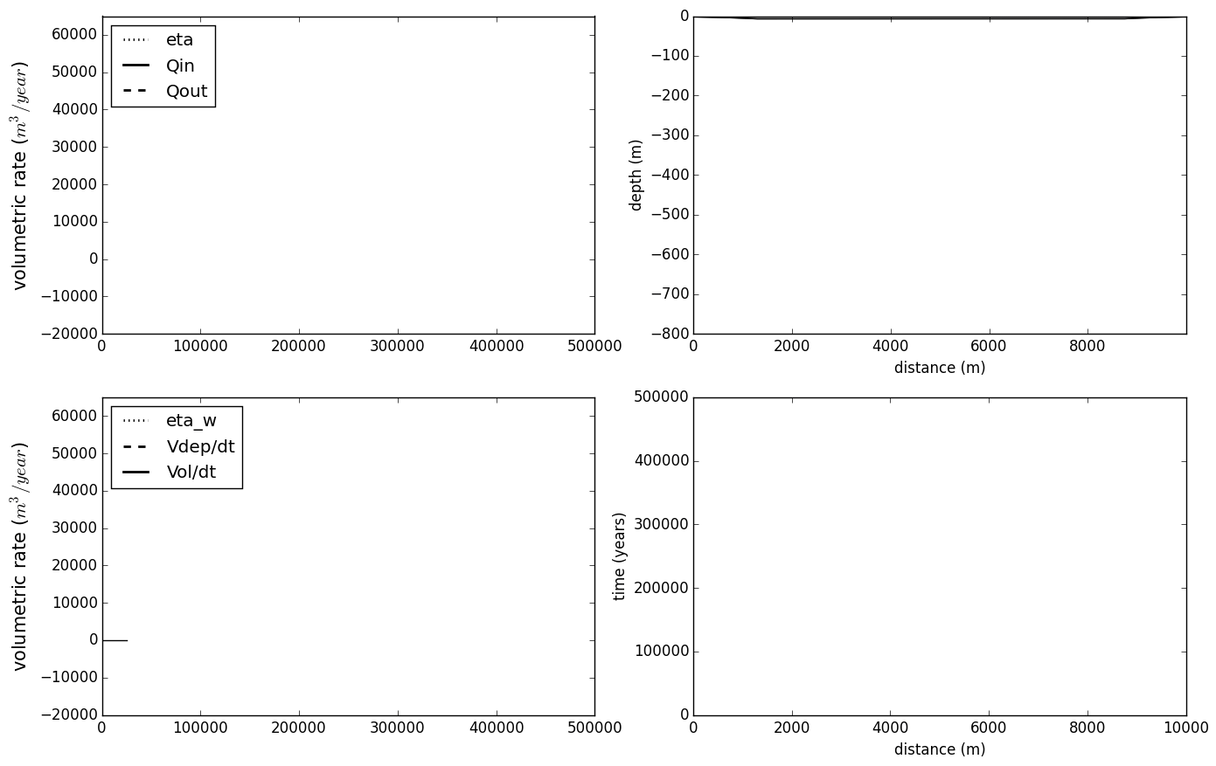 volumetric rate (m³/year)
60000
50000
40000
30000
20000
10000
0
−10000
−20000
eta
Qin
Qout
0 100000 200000 300000 400000 500000
depth (m)
0
−100
−200
−300
−400
−500
−600
−700
−800
0 2000 4000 6000 8000
distance (m)
volumetric rate (m³/year)
60000
50000
40000
30000
20000
10000
0
−10000
−20000
eta_w
Vdep/dt
Vol/dt
0 100000 200000 300000 400000 500000
time (years)
500000
400000
300000
200000
100000
0
0 2000 4000 6000 8000 10000
distance (m)